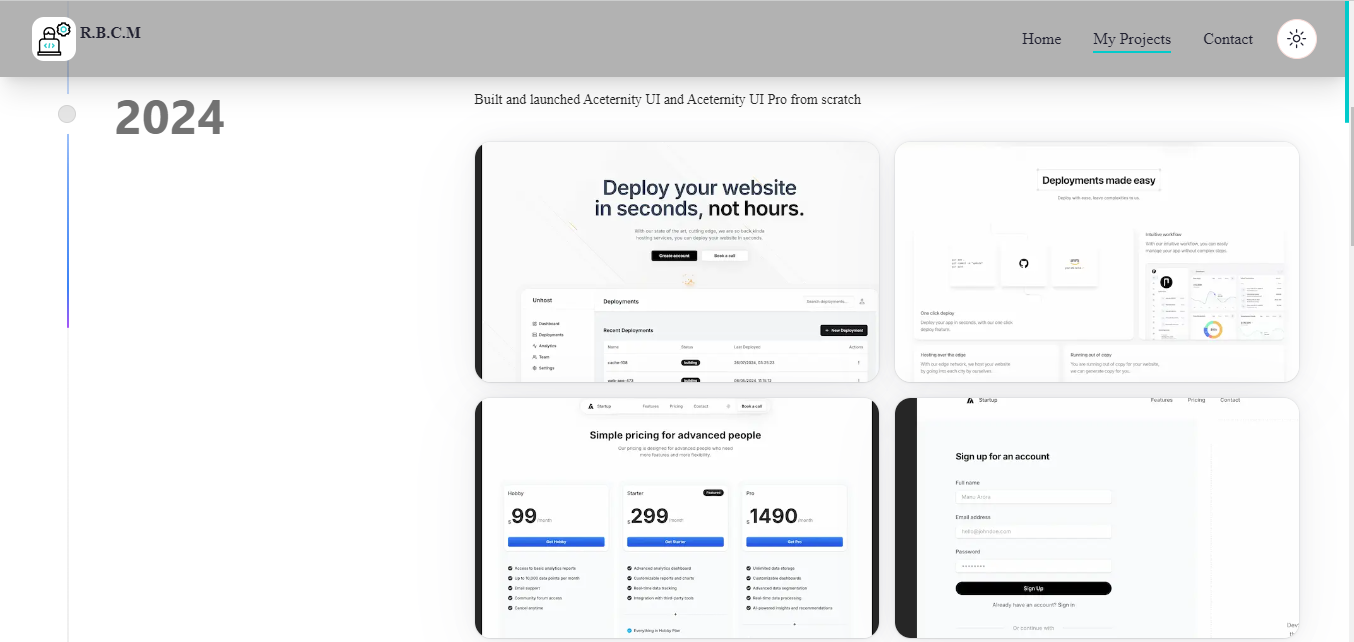 R.B.C.M
Home
My Projects
Contact
2024
Built and launched Aceternity UI and Aceternity UI Pro from scratch
Deploy your website
in seconds, not hours.
With our state of the art, cutting edge, we are so back kinda
hosting services, you can deploy your website in seconds.
Create account
Book a call
Unhost
Deployments
Search deployments...
Dashboard
Deployments
Analytics
Team
Settings
Recent Deployments
+ New Deployment
Name
Status
Last Deployed
Actions
building
building
Deployments made easy
Deploy with ease, leave complexities to us.
Intuitive workflow
With our intuitive workflow, you can easily
manage your app without complex steps.
One click deploy
Deploy your app in seconds, with our one click
deploy feature.
Hosting over the edge
With our edge network, we host your website
by going into each city by ourselves.
Running out of copy
You are running out of copy for your website,
we can generate copy for you.
Startup
Features
Pricing
Contact
Book a call
Simple pricing for advanced people
Our pricing is designed for advanced people who need
more features and more flexibility.
Hobby
$99/month
Get Hobby
Access to basic analytics reports
Up to 10,000 data points per month
Email support
Community forum access
Cancel anytime
Starter
Featured
$299/month
Get Starter
Advanced analytics dashboard
Customizable reports and charts
Real-time data tracking
Integration with third-party tools
Everything in Hobby Plan
Pro
$1490/month
Get Pro
Unlimited data storage
Customizable dashboards
Advanced data segmentation
Real-time data processing
AI-powered insights and recommendations
Startup
Features
Pricing
Contact
Sign up for an account
Full name
Manu Arora
Email address
hello@johndoe.com
Password
Sign Up
Already have an account? Sign in
Or continue with